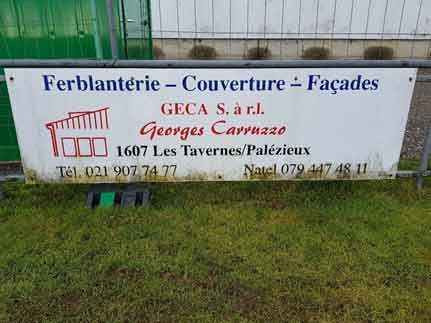 Ferblanterie – Couverture – Façades
GECA S. à r.l.
Georges Carruzzo
1607 Les Tavernes/Palézieux
Tél. 021 907 74 77 Natel 079 447 48 11